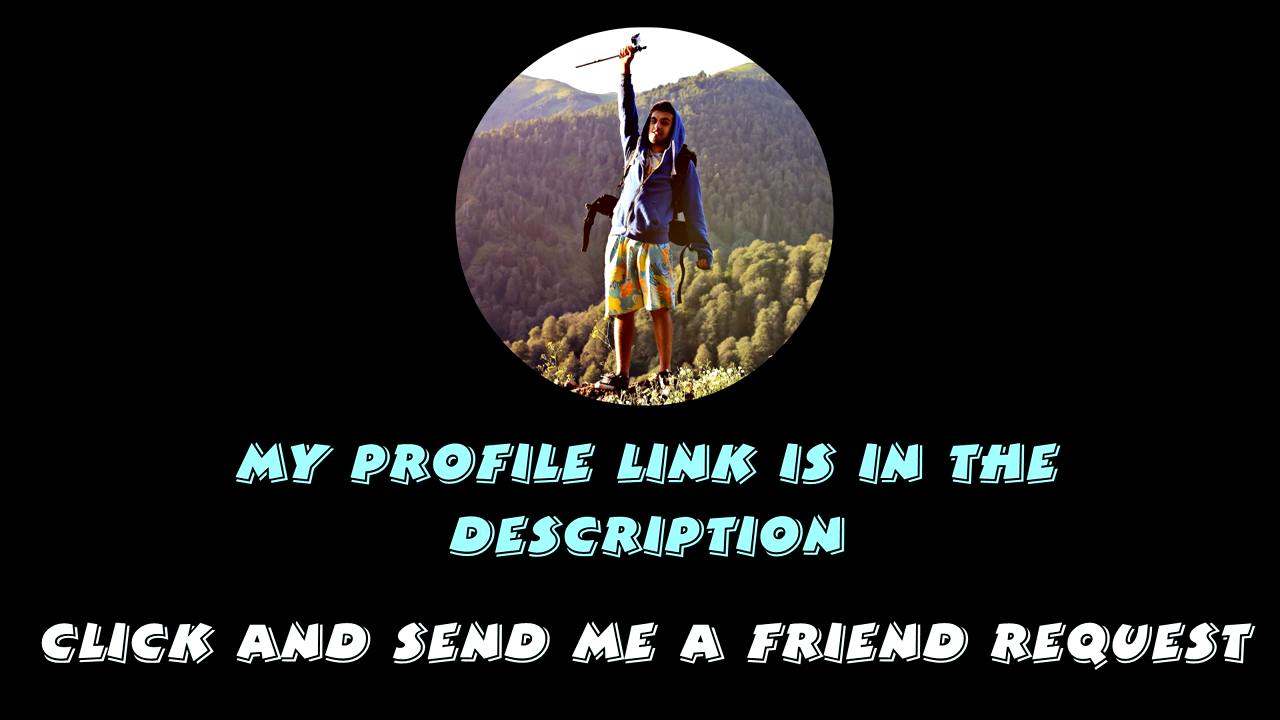 MY PROFILE LINK IS IN THE
DESCRIPTION
CLICK AND SEND ME A FRIEND REQUEST